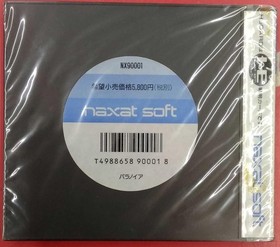 NX90001
希望小売価格5,800円(税別)
naxat soft
T4988658 90001 8
パラノイア
NAXAT SOFT